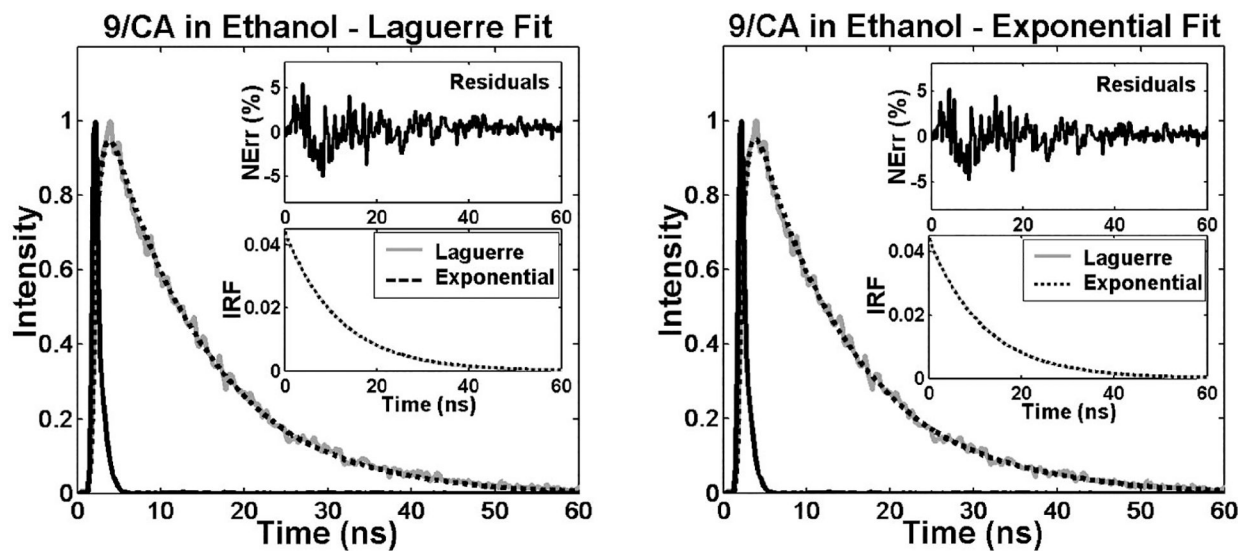 9/CA in Ethanol - Laguerre Fit
Intensity
1
0.8
0.6
0.4
0.2
0
0 10 20 30 40 50 60
Time (ns)
NErr (%)
5
0
-5
Residuals
0 20 40 60
IRF
0.04
0.02
0
Laguerre
Exponential
0 20 40 60
Time (ns)
9/CA in Ethanol - Exponential Fit
Intensity
1
0.8
0.6
0.4
0.2
0
0 10 20 30 40 50 60
Time (ns)
NErr (%)
5
0
-5
Residuals
0 20 40 60
IRF
0.04
0.02
0
Laguerre
Exponential
0 20 40 60
Time (ns)